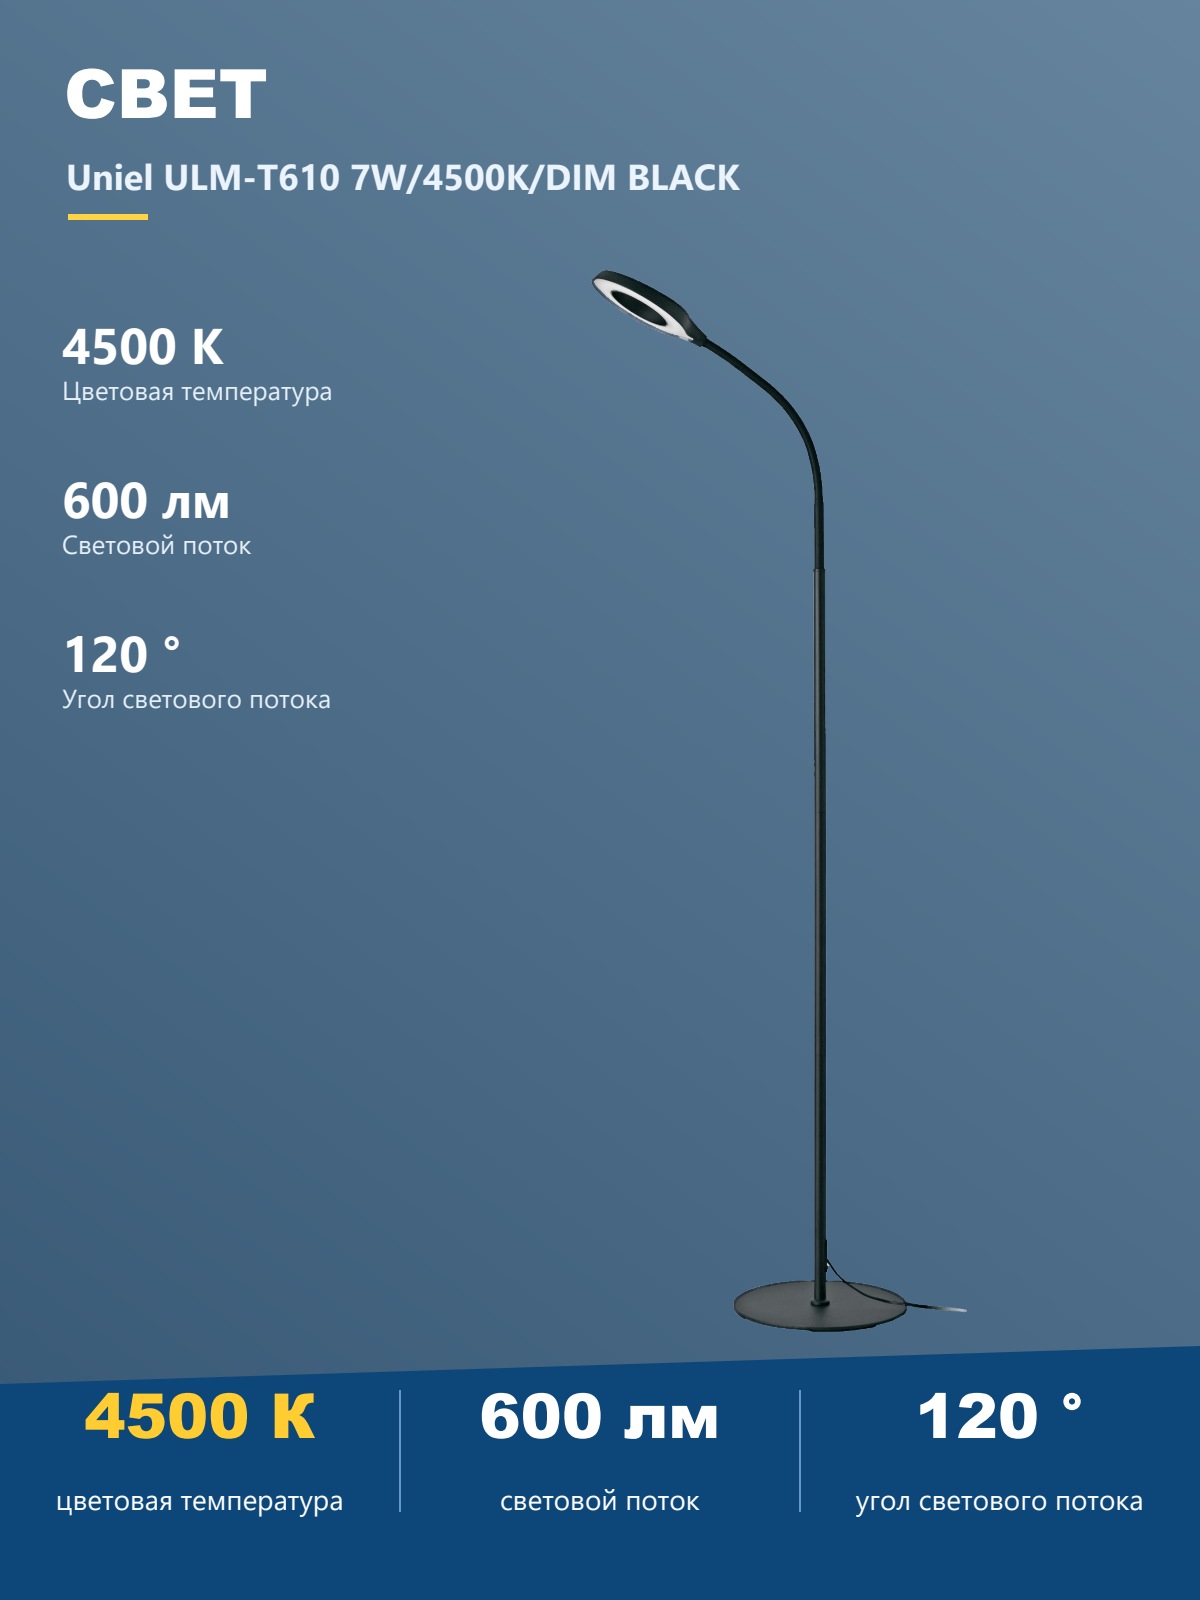 СВЕТ
Uniel ULM-T610 7W/4500K/DIM BLACK
4500 К
Цветовая температура
600 лм
Световой поток
120 °
Угол светового потока
4500 К
цветовая температура
600 лм
световой поток
120 °
угол светового потока